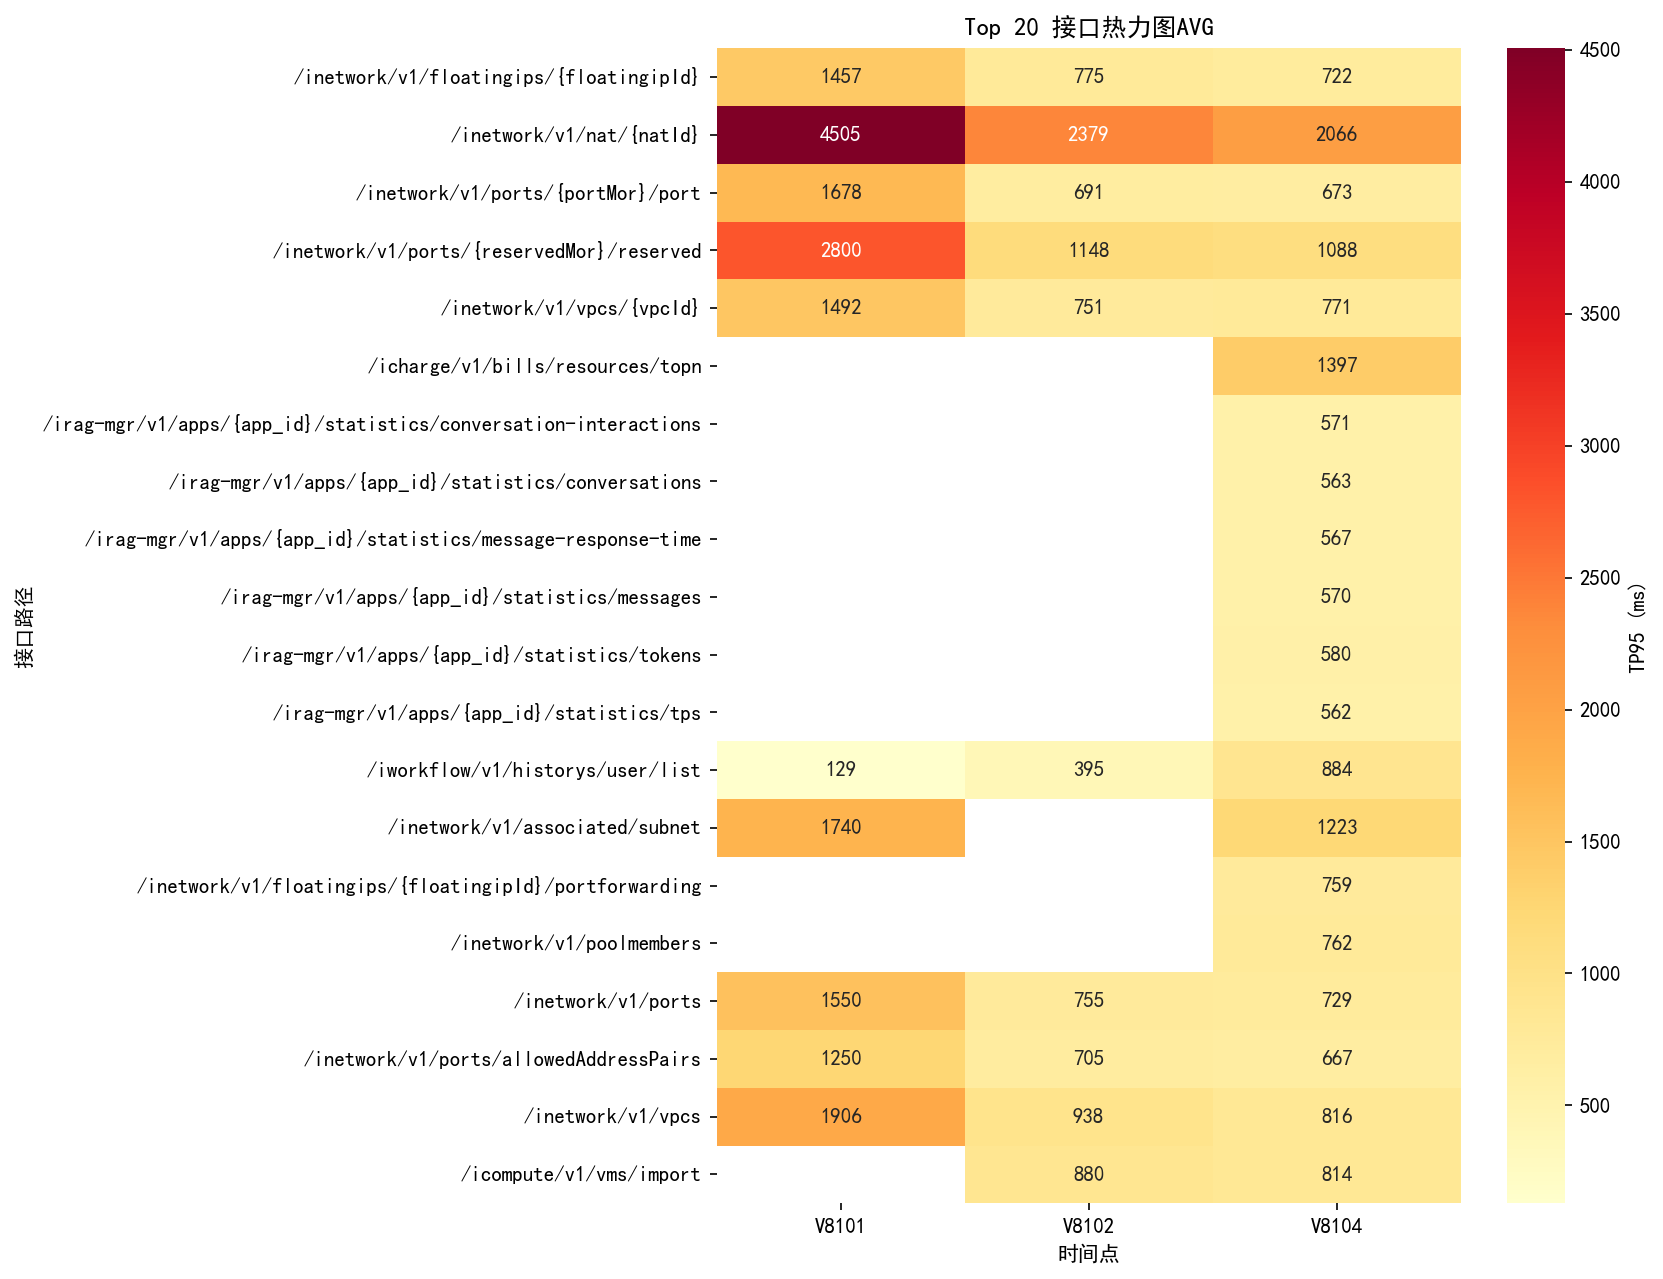 Top 20 接口热力图AVG
/inetwork/v1/floatingips/{floatingipId} 1457 775 722
/inetwork/v1/nat/{natId} 4505 2379 2066
/inetwork/v1/ports/{portMor}/port 1678 691 673
/inetwork/v1/ports/{reservedMor}/reserved 2800 1148 1088
/inetwork/v1/vpcs/{vpcId} 1492 751 771
/icharge/v1/bills/resources/topn 1397
/irag-mgr/v1/apps/{app_id}/statistics/conversation-interactions 571
/irag-mgr/v1/apps/{app_id}/statistics/conversations 563
/irag-mgr/v1/apps/{app_id}/statistics/message-response-time 567
/irag-mgr/v1/apps/{app_id}/statistics/messages 570
/irag-mgr/v1/apps/{app_id}/statistics/tokens 580
/irag-mgr/v1/apps/{app_id}/statistics/tps 562
/iworkflow/v1/historys/user/list 129 395 884
/inetwork/v1/associated/subnet 1740 1223
/inetwork/v1/floatingips/{floatingipId}/portforwarding 759
/inetwork/v1/poolmembers 762
/inetwork/v1/ports 1550 755 729
/inetwork/v1/ports/allowedAddressPairs 1250 705 667
/inetwork/v1/vpcs 1906 938 816
/icompute/v1/vms/import 880 814
V8101 V8102 V8104
时间点
接口路径
4500
4000
3500
3000
2500
2000
1500
1000
500
TP95 (ms)